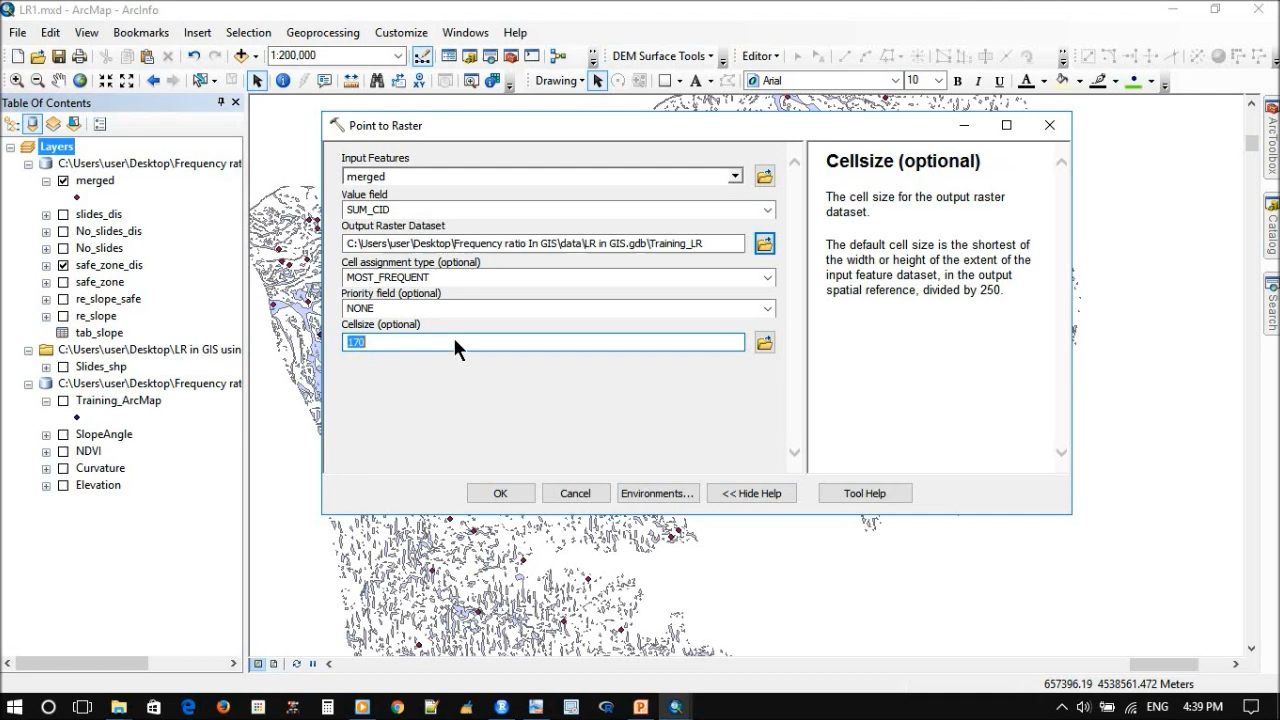 LR1.mxd - ArcMap - ArcInfo
File Edit View Bookmarks Insert Selection Geoprocessing Customize Windows Help
1:200,000 DEM Surface Tools Editor
Drawing A Arial 10 B I U A
Table Of Contents
Layers
C:\Users\user\Desktop\Frequency rati
merged
slides_dis
No_slides_dis
No_slides
safe_zone_dis
safe_zone
re_slope_safe
re_slope
tab_slope
C:\Users\user\Desktop\LR in GIS usin
Slides_shp
C:\Users\user\Desktop\Frequency rati
Training_ArcMap
SlopeAngle
NDVI
Curvature
Elevation
Point to Raster
Input Features
merged
Value field
SUM_CID
Output Raster Dataset
C:\Users\user\Desktop\Frequency ratio In GIS\data\LR in GIS.gdb\Training_LR
Cell assignment type (optional)
MOST_FREQUENT
Priority field (optional)
NONE
Cellsize (optional)
170
OK Cancel Environments... << Hide Help Tool Help
Cellsize (optional)
The cell size for the output raster
dataset.
The default cell size is the shortest of
the width or height of the extent of the
input feature dataset, in the output
spatial reference, divided by 250.
ArcToolbox
Catalog
Search
657396.19 4538561.472 Meters
ENG 4:39 PM